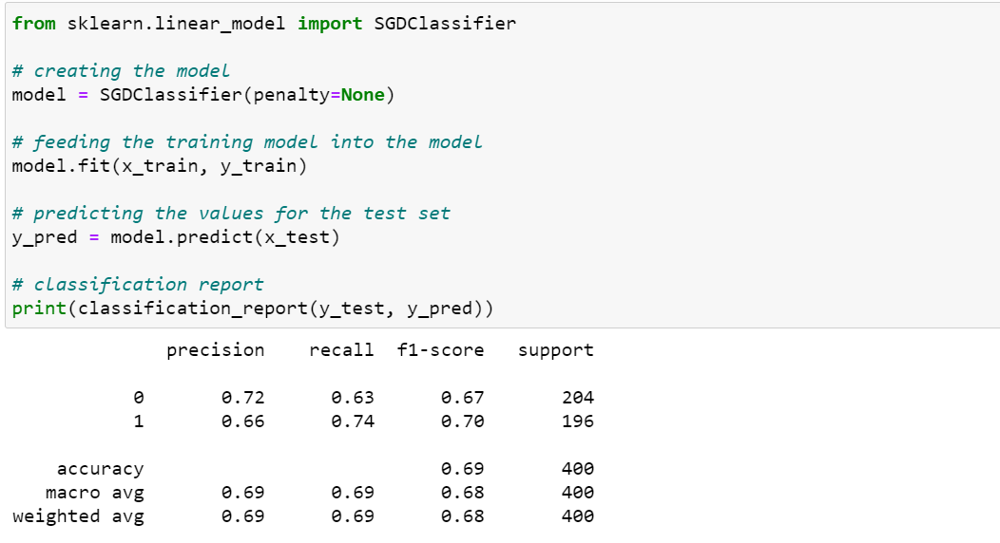 from sklearn.linear_model import SGDClassifier
# creating the model
model = SGDClassifier(penalty=None)
# feeding the training model into the model
model.fit(x_train, y_train)
# predicting the values for the test set
y_pred = model.predict(x_test)
# classification report
print(classification_report(y_test, y_pred))
precision recall f1-score support
0 0.72 0.63 0.67 204
1 0.66 0.74 0.70 196
accuracy 0.69 400
macro avg 0.69 0.69 0.68 400
weighted avg 0.69 0.69 0.68 400